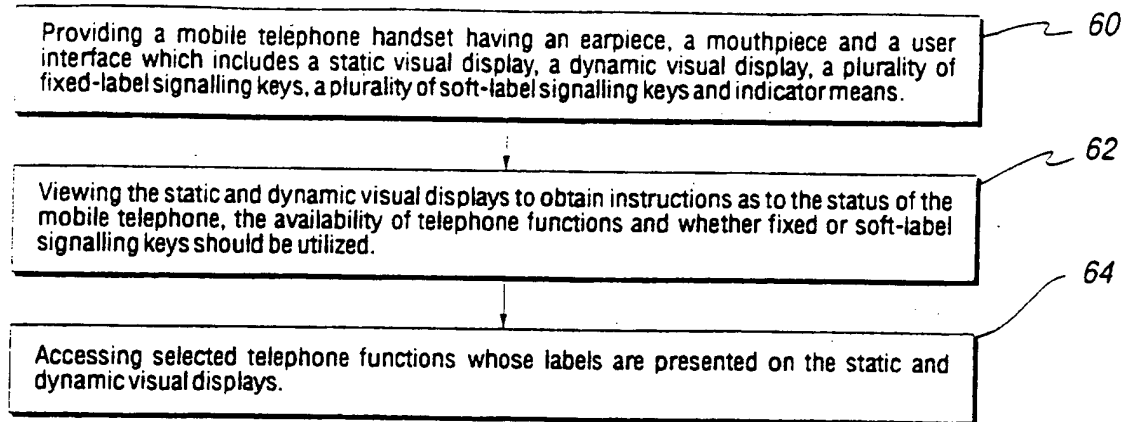 Providing a mobile telephone handset having an earpiece, a mouthpiece and a user
interface which includes a static visual display, a dynamic visual display, a plurality of
fixed-label signalling keys, a plurality of soft-label signalling keys and indicator means.
60
Viewing the static and dynamic visual displays to obtain instructions as to the status of the
mobile telephone, the availability of telephone functions and whether fixed or soft-label
signalling keys should be utilized.
62
Accessing selected telephone functions whose labels are presented on the static and
dynamic visual displays.
64